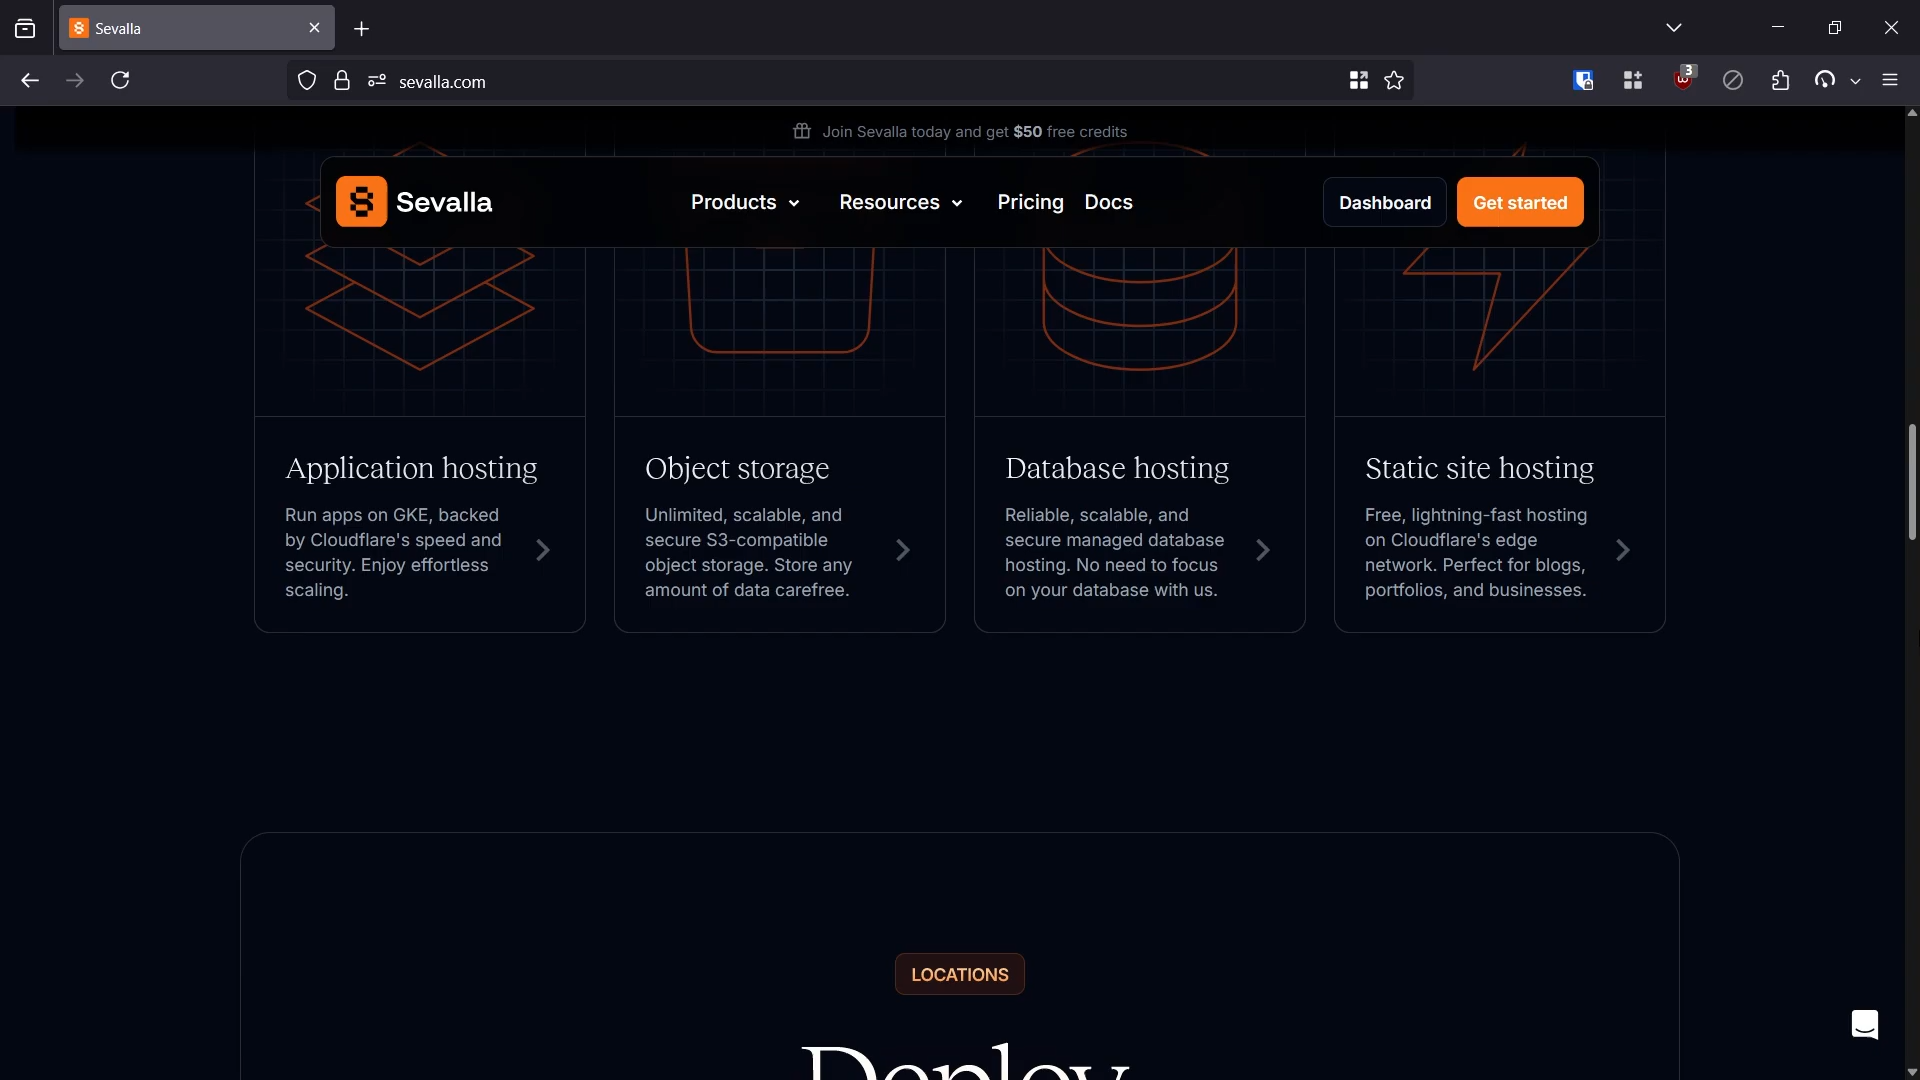 Sevalla
sevalla.com
3
Join Sevalla today and get $50 free credits
Sevalla
Products
Resources
Pricing
Docs
Dashboard
Get started
Application hosting
Run apps on GKE, backed
by Cloudflare's speed and
security. Enjoy effortless
scaling.
Object storage
Unlimited, scalable, and
secure S3-compatible
object storage. Store any
amount of data carefree.
Database hosting
Reliable, scalable, and
secure managed database
hosting. No need to focus
on your database with us.
Static site hosting
Free, lightning-fast hosting
on Cloudflare's edge
network. Perfect for blogs,
portfolios, and businesses.
LOCATIONS
Deploy